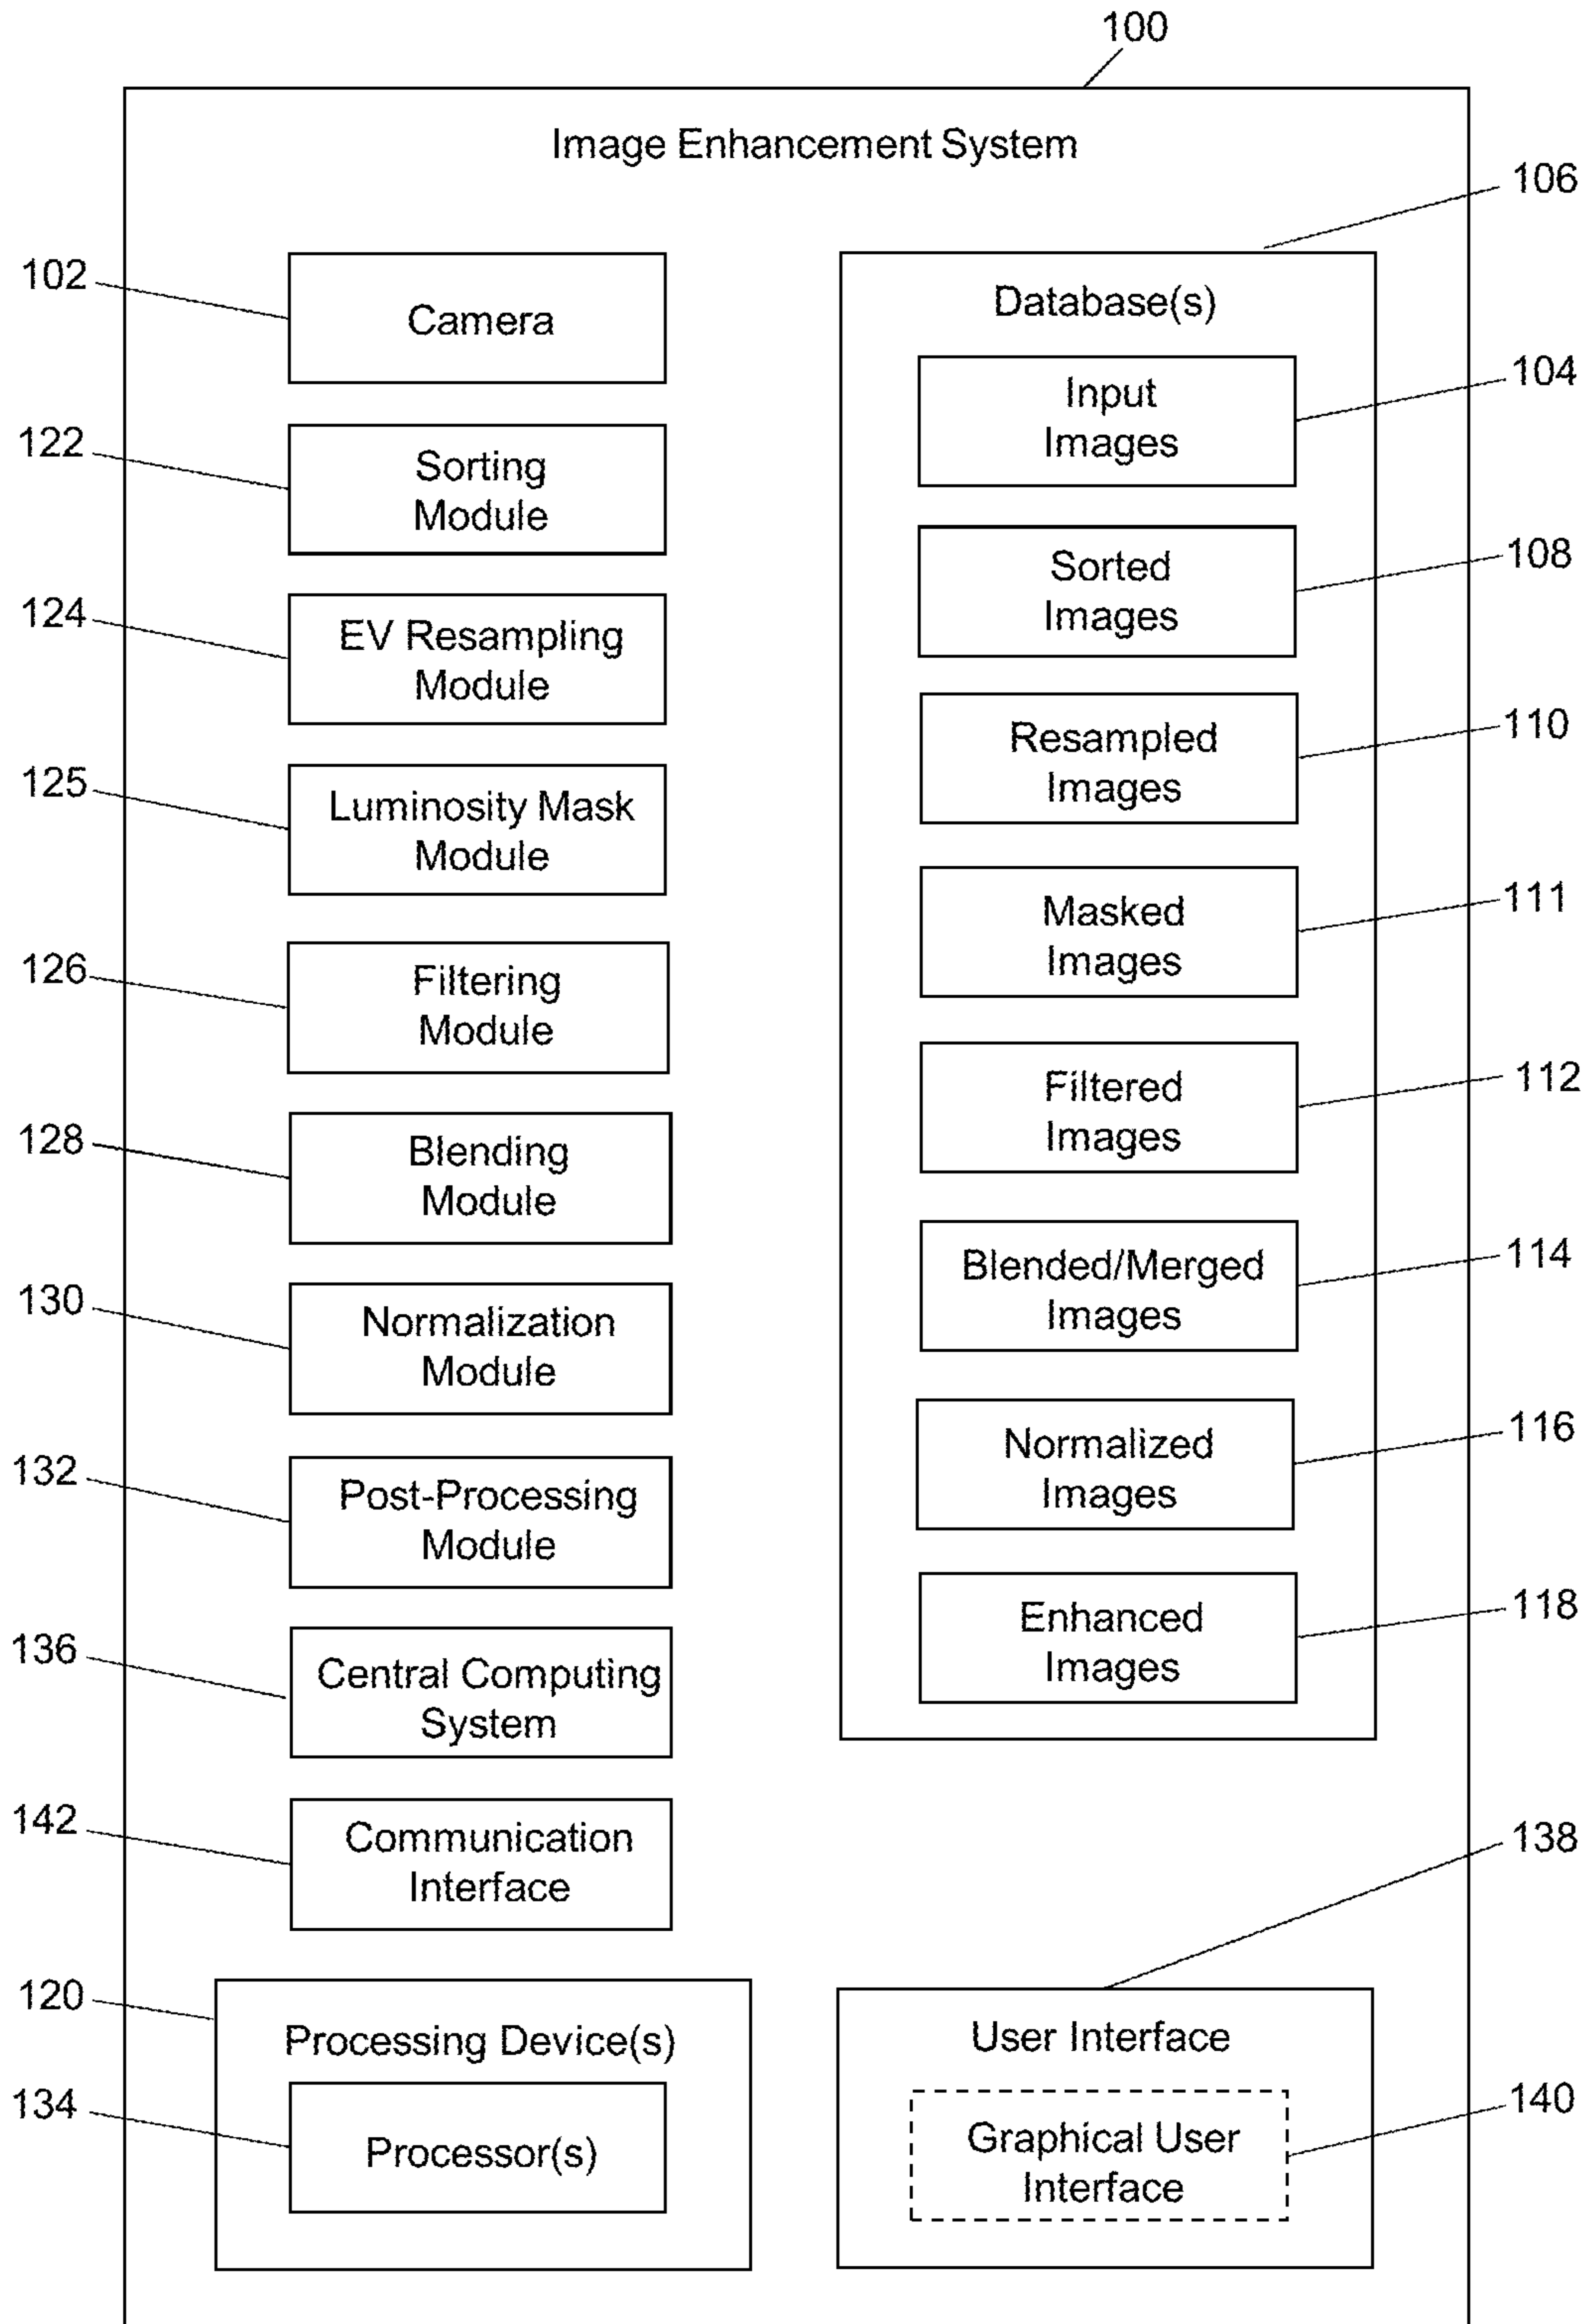 100
Image Enhancement System
106
102
Camera
Database(s)
104
Input
Images
122
Sorting
Module
108
Sorted
Images
124
EV Resampling
Module
110
Resampled
Images
125
Luminosity Mask
Module
111
Masked
Images
126
Filtering
Module
112
Filtered
Images
128
Blending
Module
114
Blended/Merged
Images
130
Normalization
Module
116
Normalized
Images
132
Post-Processing
Module
118
Enhanced
Images
136
Central Computing
System
142
Communication
Interface
138
120
Processing Device(s)
134
Processor(s)
User Interface
140
Graphical User
Interface